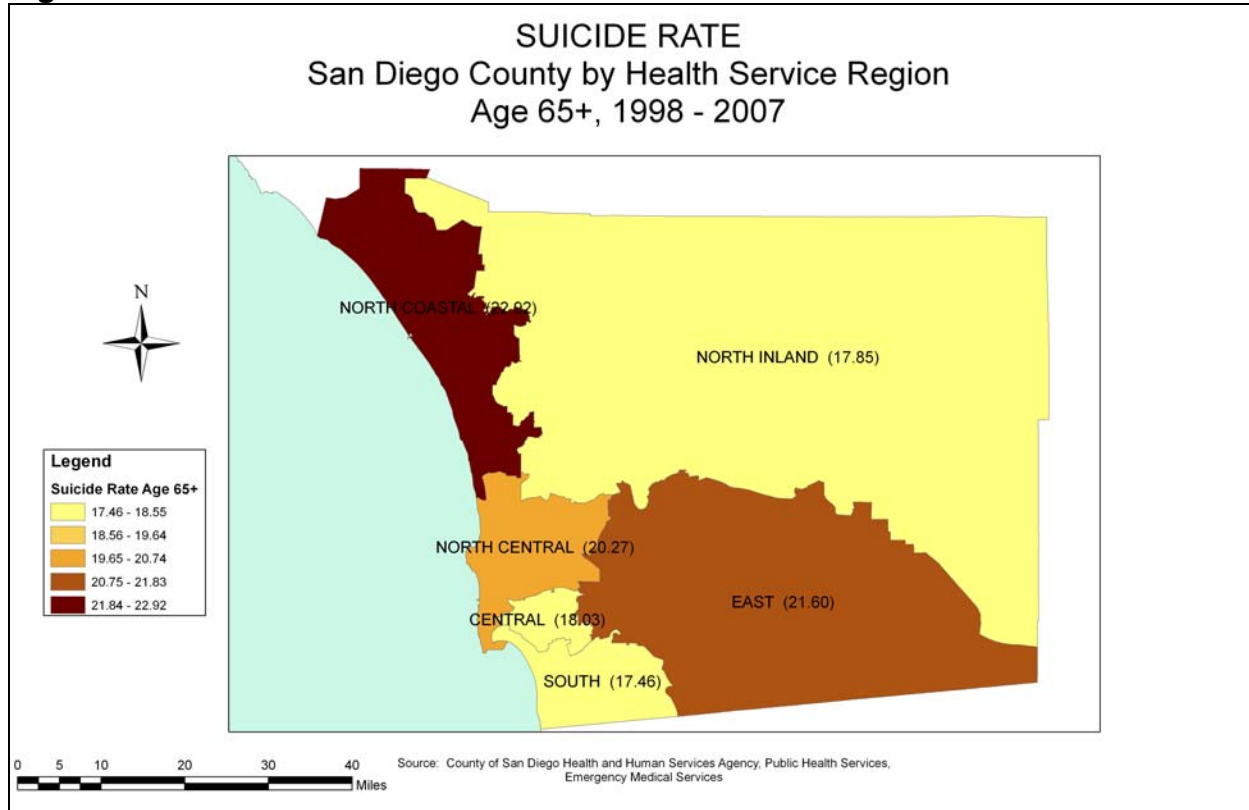 SUICIDE RATE
San Diego County by Health Service Region
Age 65+, 1998 - 2007
N
NORTH COASTAL (22.92)
NORTH INLAND (17.85)
Legend
Suicide Rate Age 65+
17.46 - 18.55
18.56 - 19.64
19.65 - 20.74
20.75 - 21.83
21.84 - 22.92
NORTH CENTRAL (20.27)
EAST (21.60)
CENTRAL (18.03)
SOUTH (17.46)
0 5 10 20 30 40
Miles
Source: County of San Diego Health and Human Services Agency, Public Health Services,
Emergency Medical Services